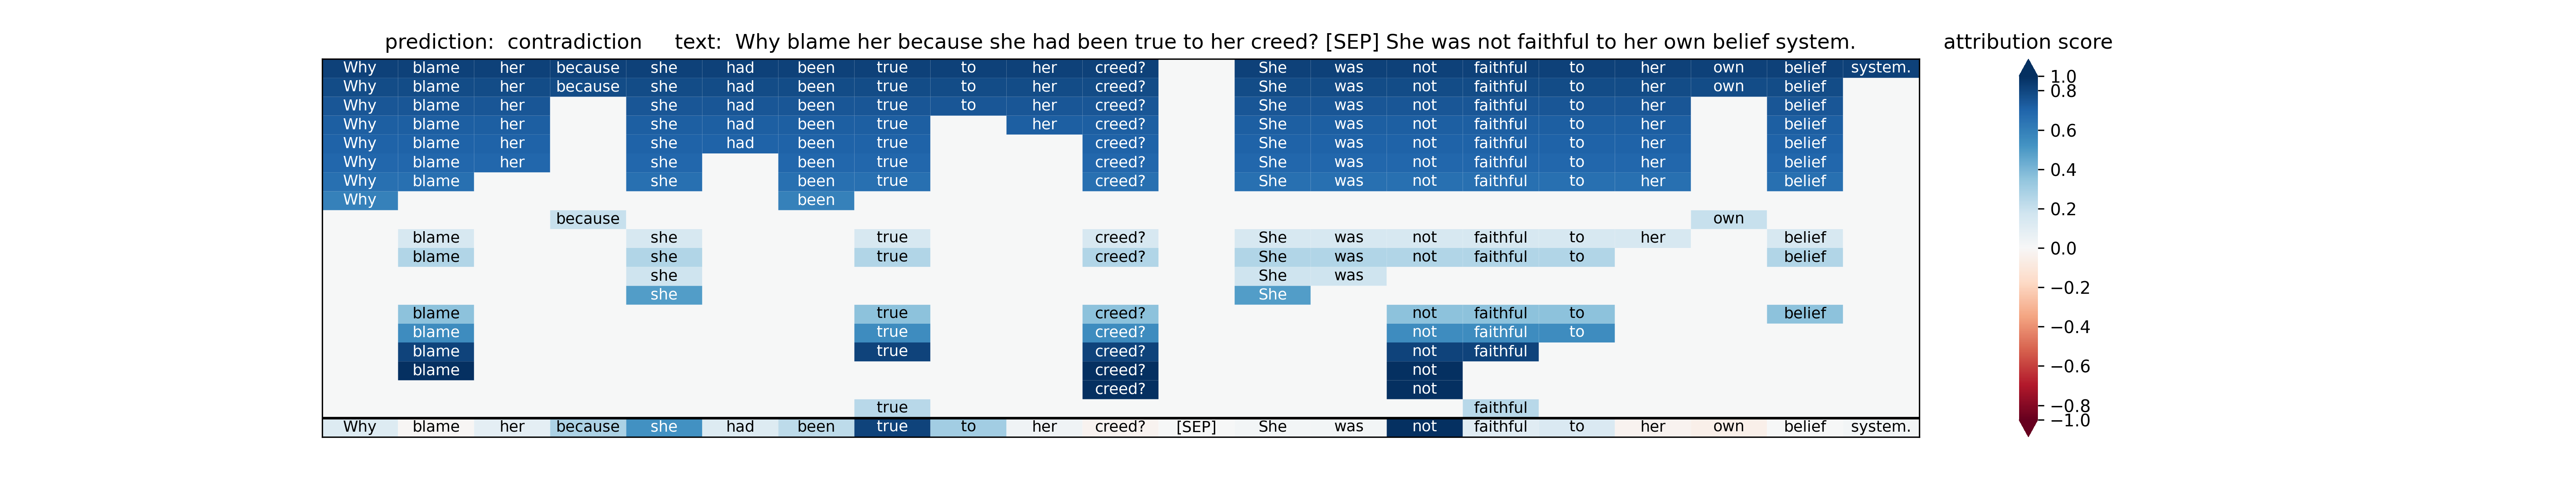 prediction: contradiction text: Why blame her because she had been true to her creed? [SEP] She was not faithful to her own belief system. attribution score
Why blame her because she had been true to her creed? She was not faithful to her own belief system.
Why blame her because she had been true to her creed? She was not faithful to her own belief
Why blame her she had been true to her creed? She was not faithful to her belief
Why blame her she had been true her creed? She was not faithful to her belief
Why blame her she had been true creed? She was not faithful to her belief
Why blame her she been true creed? She was not faithful to her belief
Why blame she been true creed? She was not faithful to her belief
Why been
because own
blame she true creed? She was not faithful to her belief
blame she true creed? She was not faithful to belief
she She was
she She
blame true creed? not faithful to belief
blame true creed? not faithful to
blame true creed? not faithful
blame creed? not
creed? not
true faithful
Why blame her because she had been true to her creed? [SEP] She was not faithful to her own belief system.
1.0
0.8
0.6
0.4
0.2
0.0
−0.2
−0.4
−0.6
−0.8
−1.0